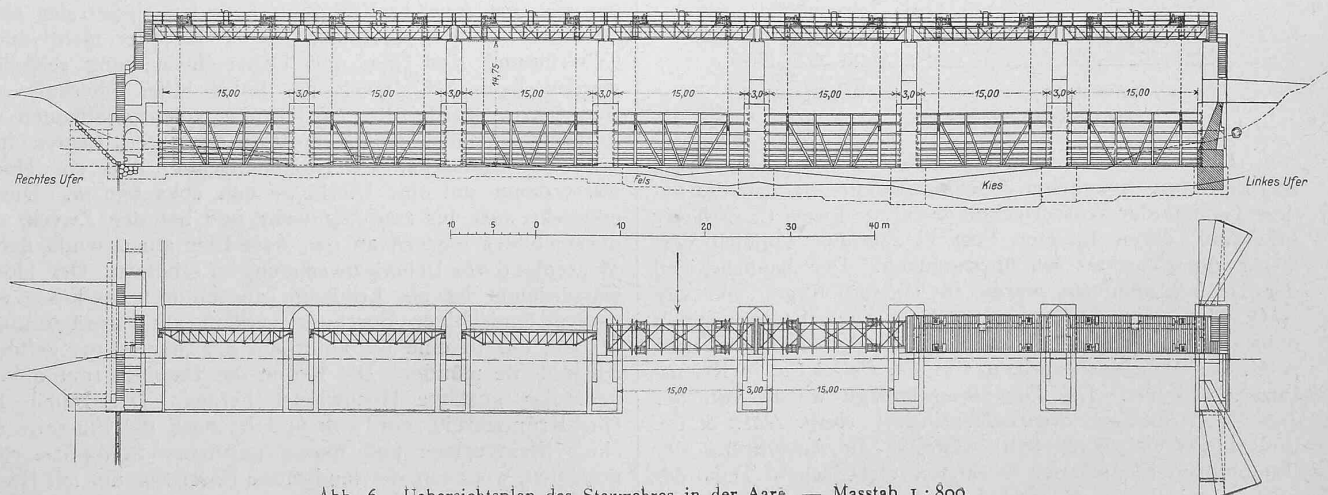 14,75
15,00 3,0 15,00 3,0 15,00 3,0 15,00 3,0 15,00 3,0 15,00 3,0 15,00
Rechtes Ufer Fels Kies Linkes Ufer
10 5 0 10 20 30 40 m
15,00 3,00 15,00
Abb. 6. Uebersichtsplan des Stauwehres in der Aare. — Masstab 1 : 800.